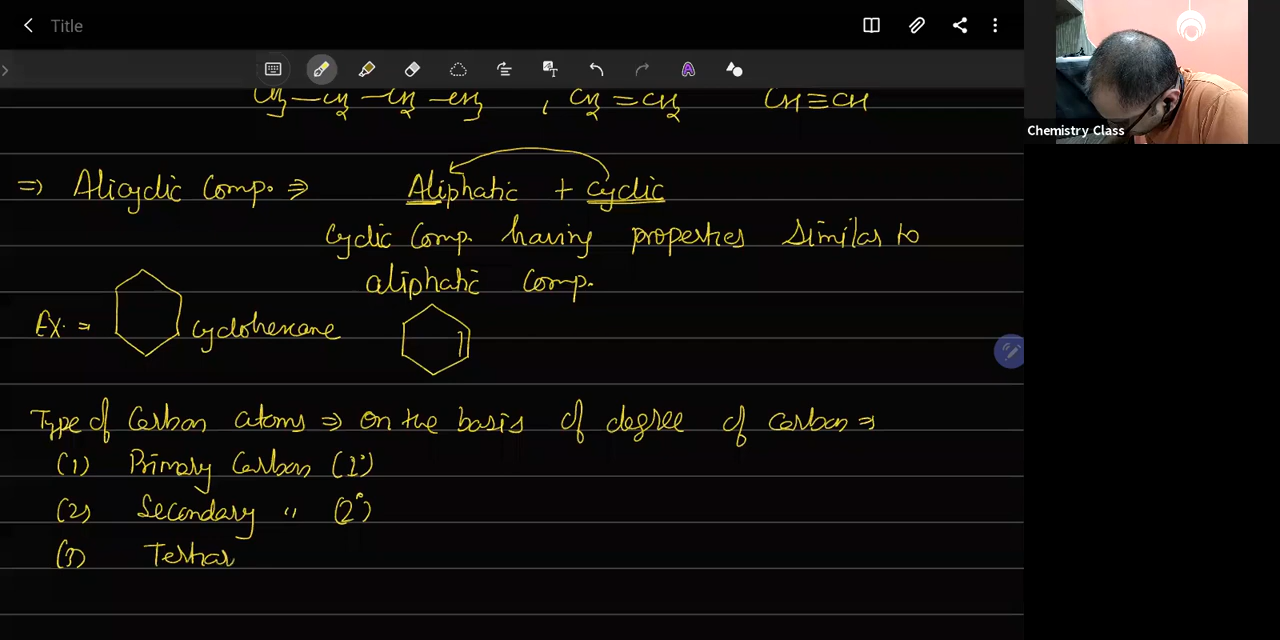 Title
CH3—CH2—CH2—CH3 , CH2=CH2 CH≡CH
Chemistry Class
⇒ Alicyclic Comp. ⇒ Aliphatic + cyclic
Cyclic Comp. having properties similar to
aliphatic comp.
Ex. = cyclohexane
Type of Carbon atoms ⇒ on the basis of degree of carbon ⇒
(1) Primary Carbon (1°)
(2) Secondary " (2°)
(3) Tertiar